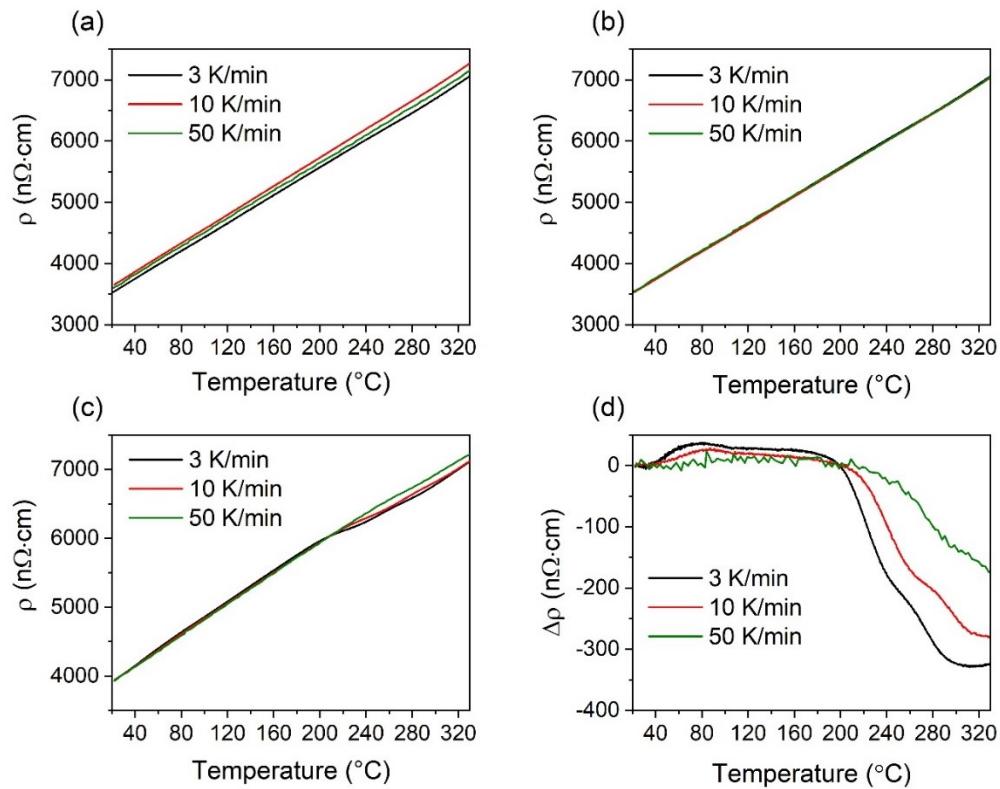 (a)
3 K/min
10 K/min
50 K/min
7000
6000
5000
4000
3000
ρ (nΩ·cm)
40 80 120 160 200 240 280 320
Temperature (°C)
(b)
3 K/min
10 K/min
50 K/min
7000
6000
5000
4000
3000
ρ (nΩ·cm)
40 80 120 160 200 240 280 320
Temperature (°C)
(c)
3 K/min
10 K/min
50 K/min
7000
6000
5000
4000
ρ (nΩ·cm)
40 80 120 160 200 240 280 320
Temperature (°C)
(d)
0
-100
-200
-300
-400
Δρ (nΩ·cm)
3 K/min
10 K/min
50 K/min
40 80 120 160 200 240 280 320
Temperature (°C)